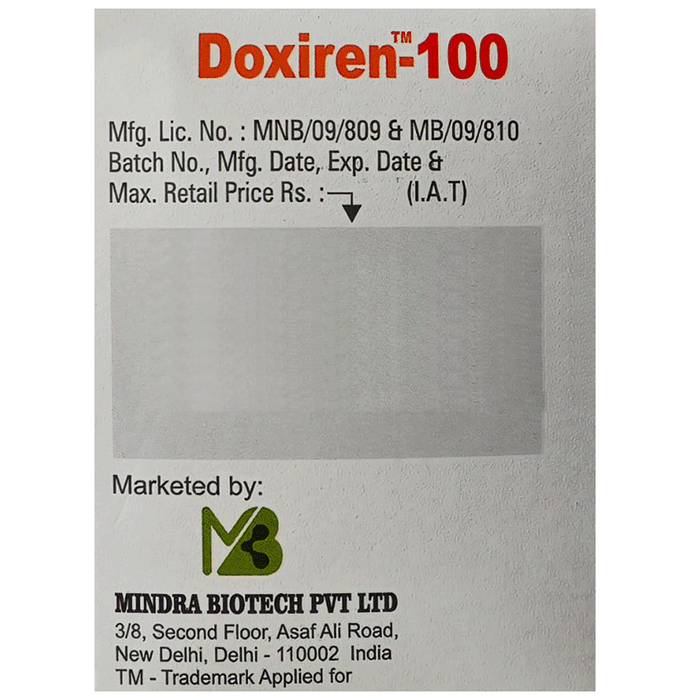 Doxiren™-100
Mfg. Lic. No. : MNB/09/809 & MB/09/810
Batch No., Mfg. Date, Exp. Date &
Max. Retail Price Rs. : (I.A.T)
Marketed by:
MB
MINDRA BIOTECH PVT LTD
3/8, Second Floor, Asaf Ali Road,
New Delhi, Delhi - 110002 India
TM - Trademark Applied for